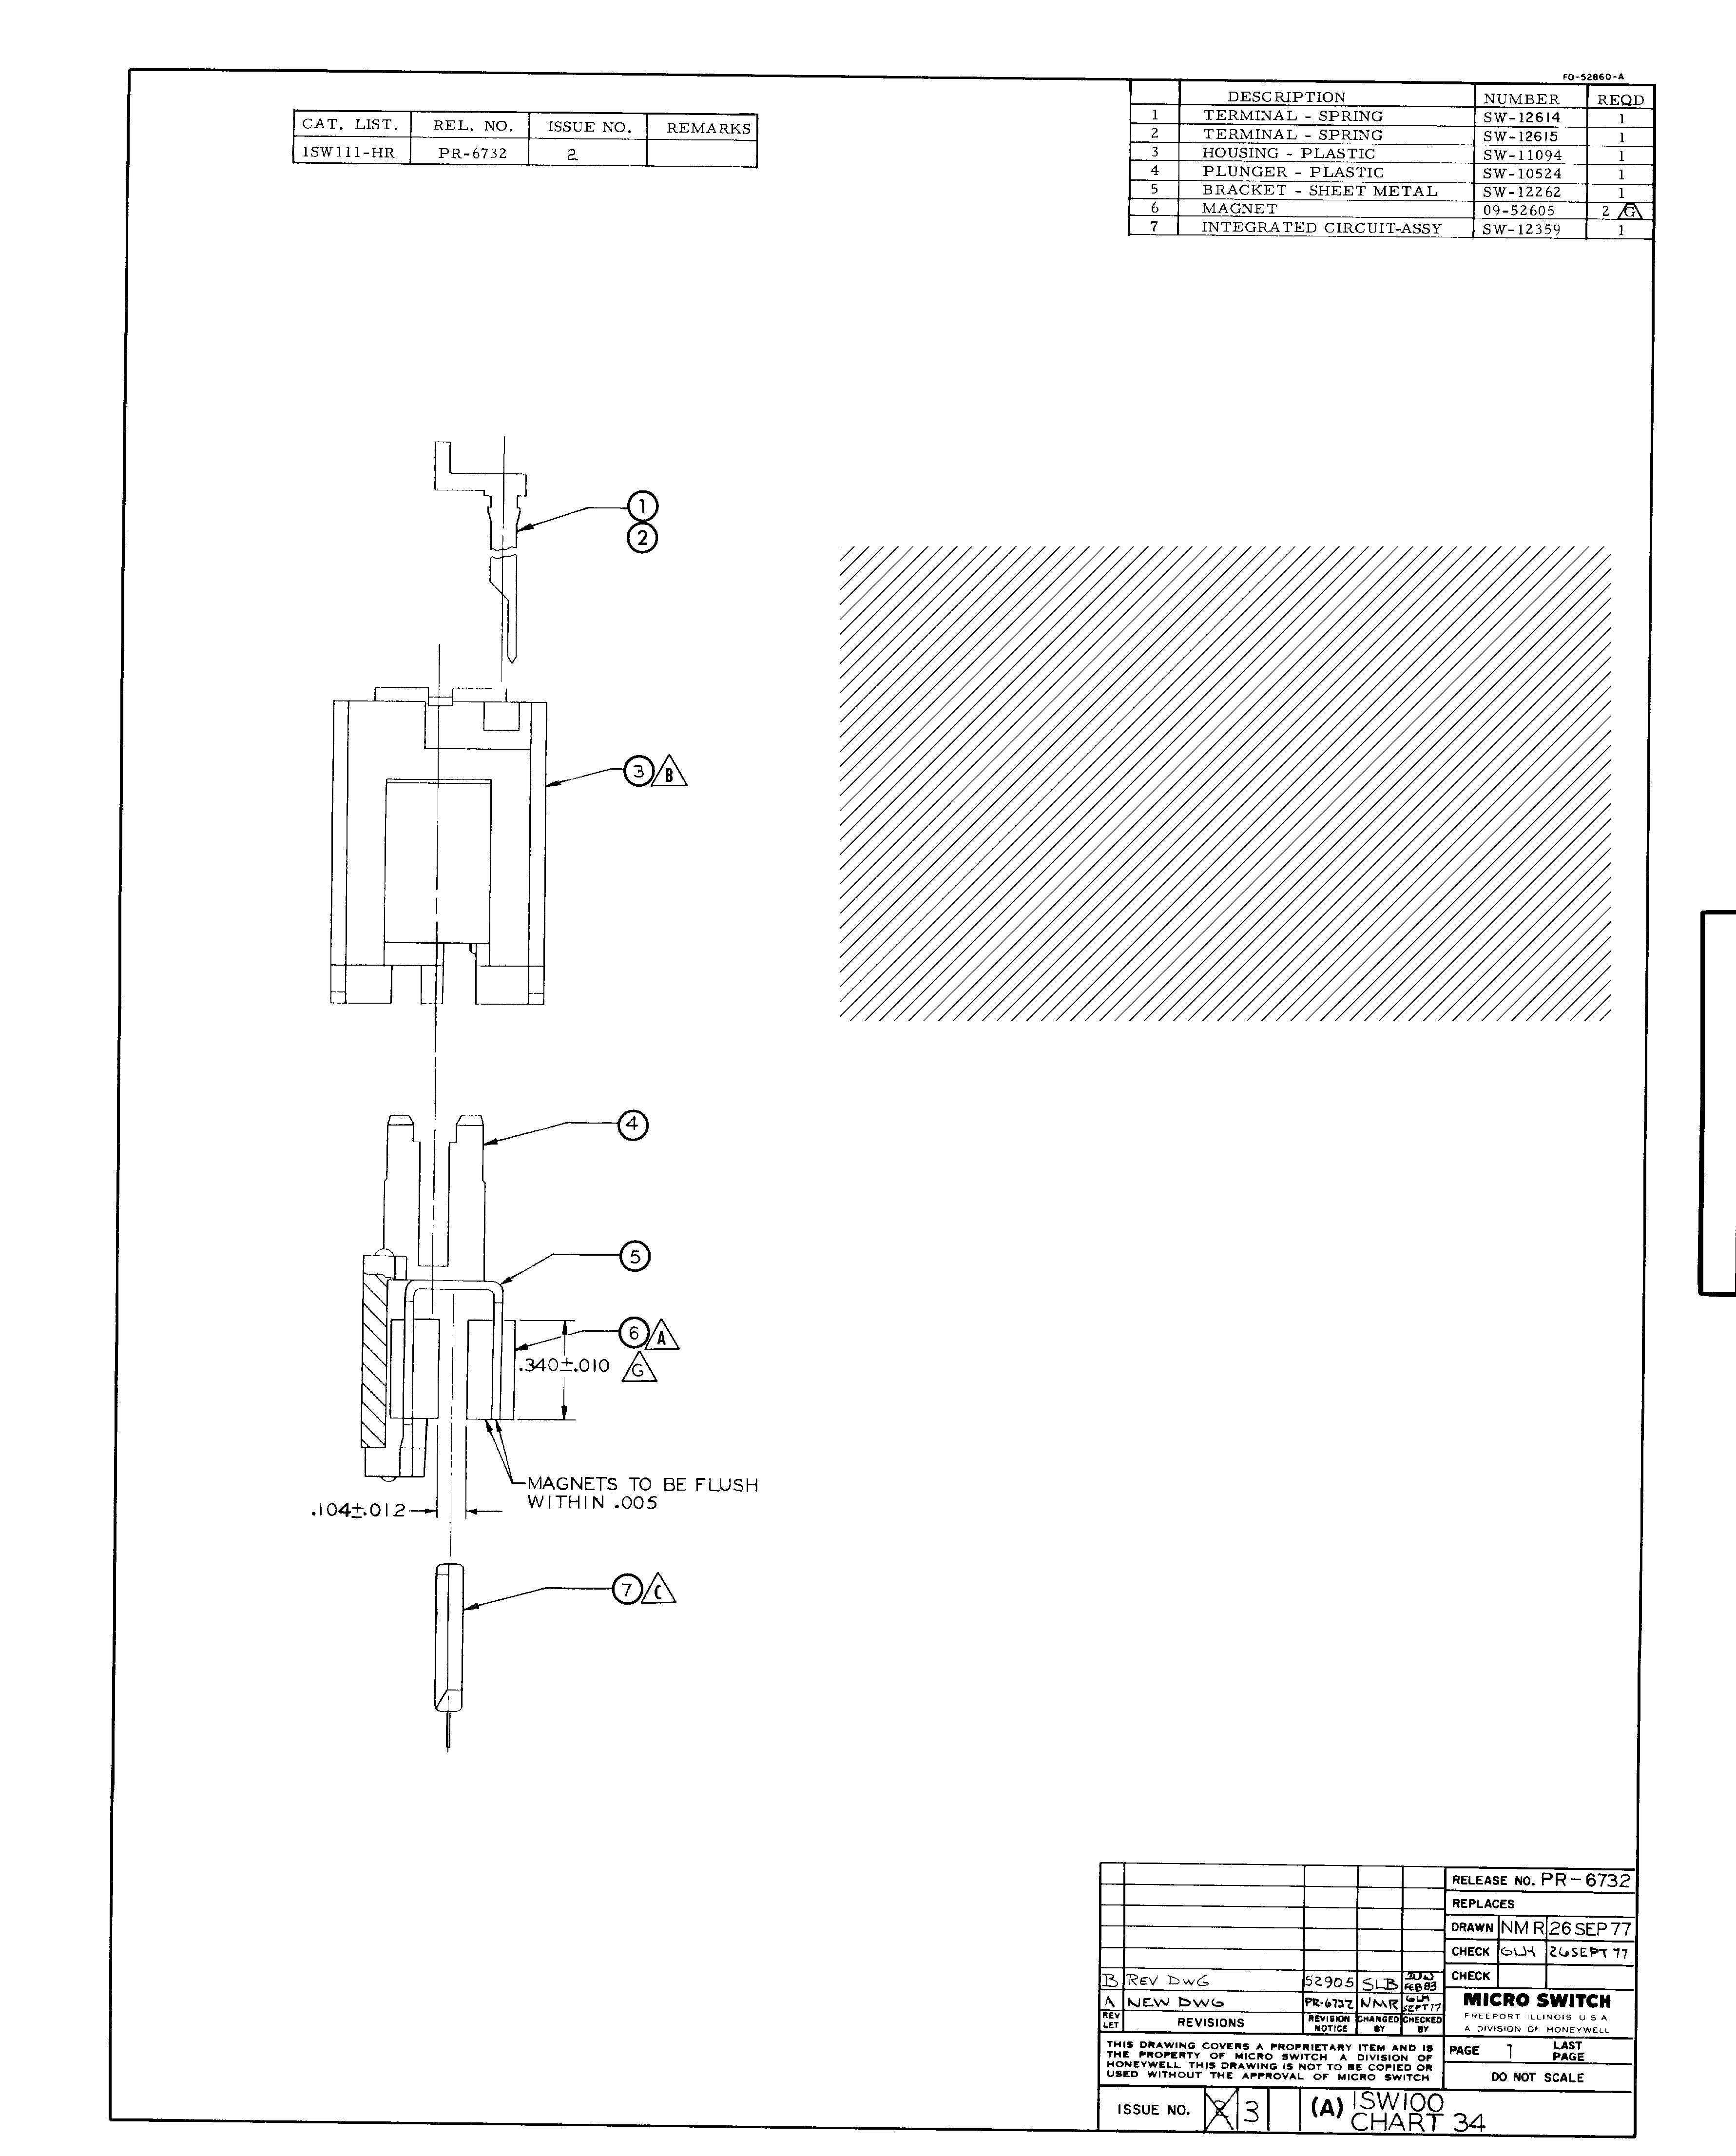 FO-52860-A
CAT. LIST. REL. NO. ISSUE NO. REMARKS
1SW111-HR PR-6732 2
DESCRIPTION NUMBER REQD
1 TERMINAL - SPRING SW-12614 1
2 TERMINAL - SPRING SW-12615 1
3 HOUSING - PLASTIC SW-11094 1
4 PLUNGER - PLASTIC SW-10524 1
5 BRACKET - SHEET METAL SW-12262 1
6 MAGNET 09-52605 2 G
7 INTEGRATED CIRCUIT-ASSY SW-12359 1
1
2
3 B
4
5
6 A
.340±.010 G
MAGNETS TO BE FLUSH
WITHIN .005
.104±.012
7 C
RELEASE NO. PR-6732
REPLACES
DRAWN NMR 26 SEP 77
CHECK GLH 26 SEPT 77
CHECK
B REV DWG 52905 SLB FEB 83
A NEW DWG PR-6732 NMR GLH SEPT 77
REV LET REVISIONS REVISION NOTICE CHANGED BY CHECKED BY
MICRO SWITCH
FREEPORT ILLINOIS U S A
A DIVISION OF HONEYWELL
THIS DRAWING COVERS A PROPRIETARY ITEM AND IS
THE PROPERTY OF MICRO SWITCH A DIVISION OF
HONEYWELL THIS DRAWING IS NOT TO BE COPIED OR
USED WITHOUT THE APPROVAL OF MICRO SWITCH
PAGE 1 LAST PAGE
DO NOT SCALE
ISSUE NO. 2 3 (A) 1SW100
CHART 34